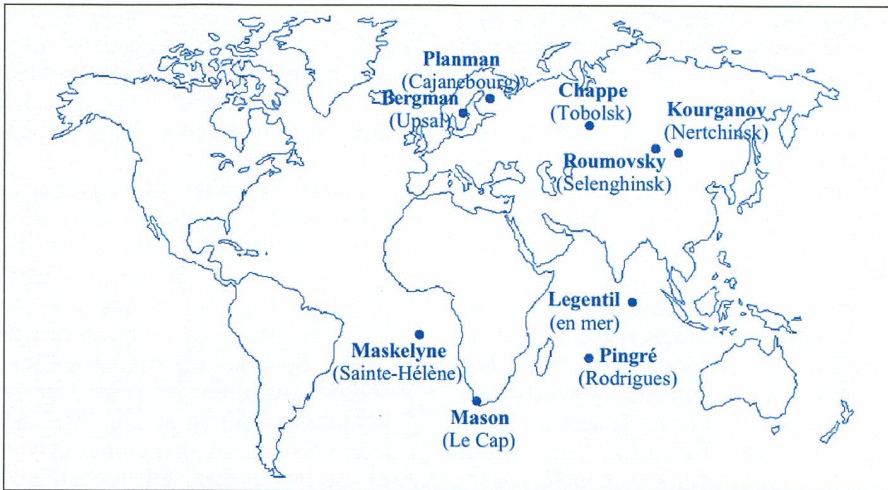 Planman
(Cajanebourg)
Bergman
(Upsal)
Chappe
(Tobolsk)
Kourganov
(Nertchinsk)
Roumovsky
(Selenghinsk)
Legentil
(en mer)
Maskelyne
(Sainte-Hélène)
Pingré
(Rodrigues)
Mason
(Le Cap)